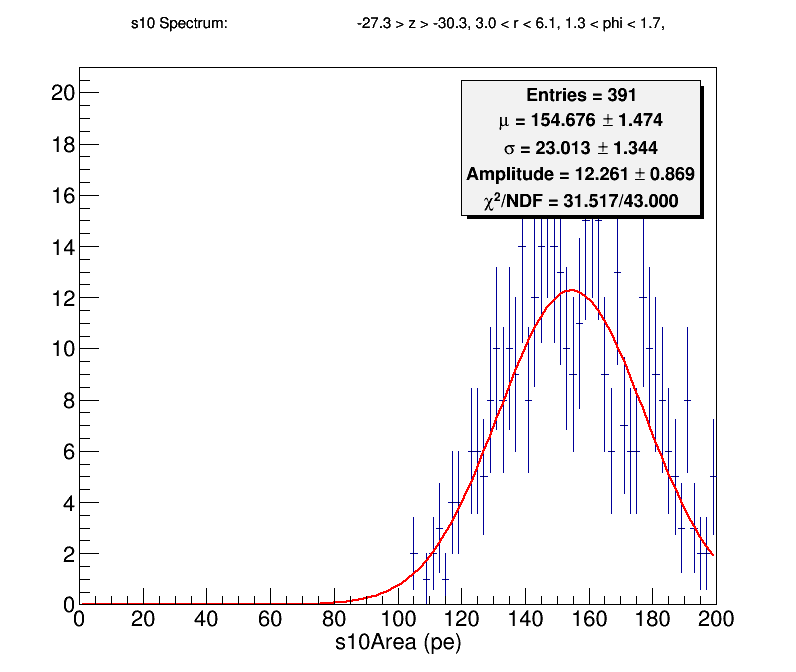 s10 Spectrum: -27.3 > z > -30.3, 3.0 < r < 6.1, 1.3 < phi < 1.7,
Entries = 391
μ = 154.676 ± 1.474
σ = 23.013 ± 1.344
Amplitude = 12.261 ± 0.869
χ²/NDF = 31.517/43.000
20
18
16
14
12
10
8
6
4
2
0
0 20 40 60 80 100 120 140 160 180 200
s10Area (pe)